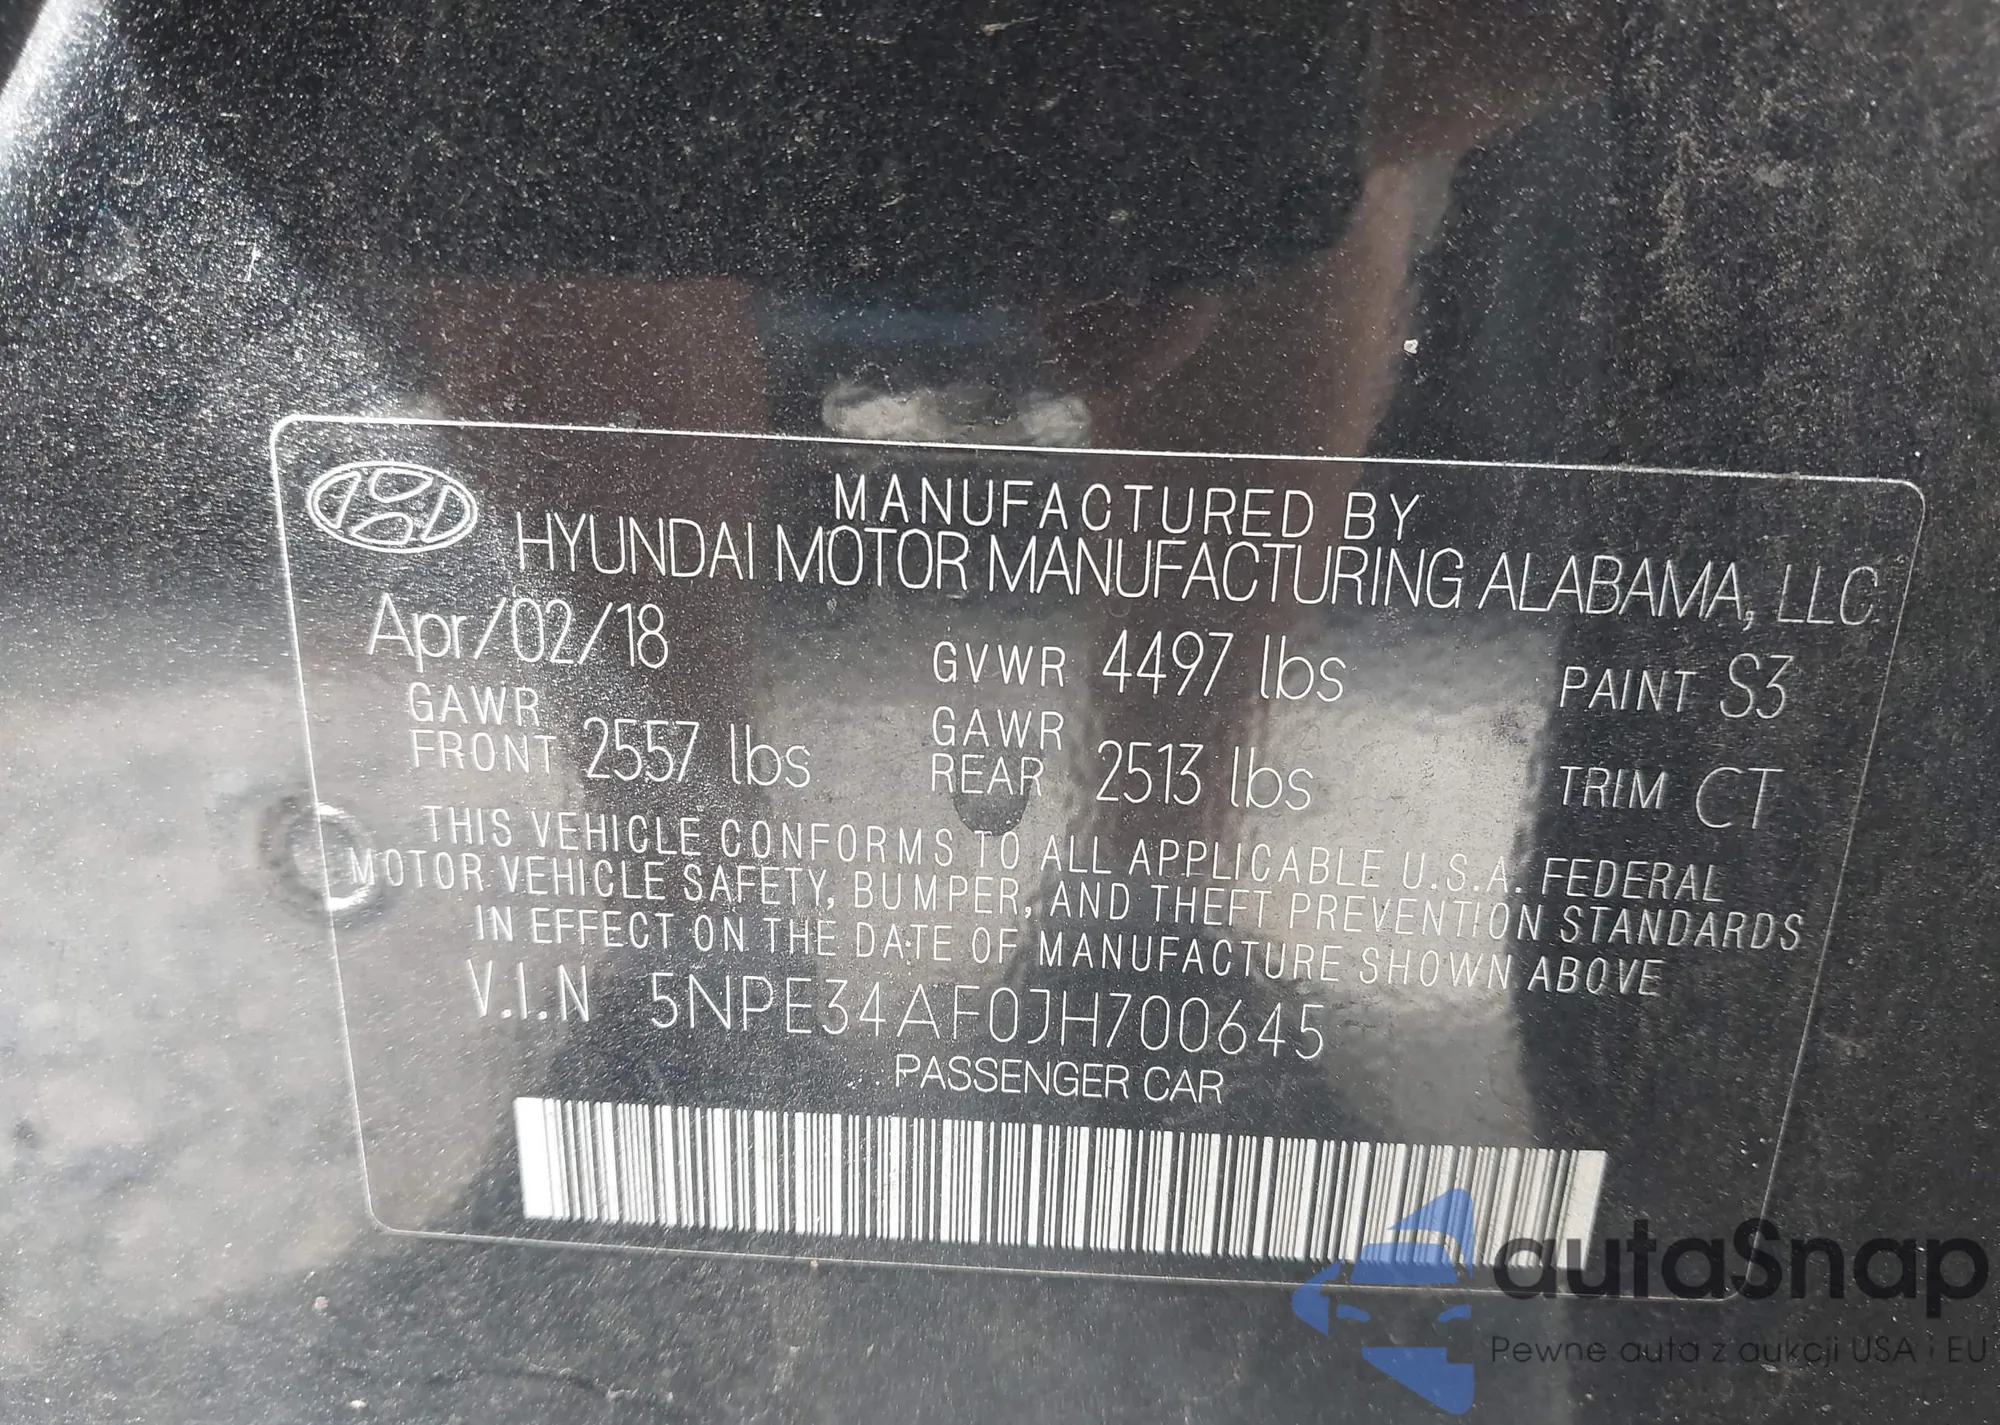 MANUFACTURED BY
HYUNDAI MOTOR MANUFACTURING ALABAMA, LLC
Apr/02/18 GVWR 4497 lbs PAINT S3
GAWR FRONT 2557 lbs GAWR REAR 2513 lbs TRIM CT
THIS VEHICLE CONFORMS TO ALL APPLICABLE U.S.A. FEDERAL
MOTOR VEHICLE SAFETY, BUMPER, AND THEFT PREVENTION STANDARDS
IN EFFECT ON THE DATE OF MANUFACTURE SHOWN ABOVE
V.I.N 5NPE34AF0JH700645
PASSENGER CAR
autaSnap
Pewne auta z aukcji USA i EU